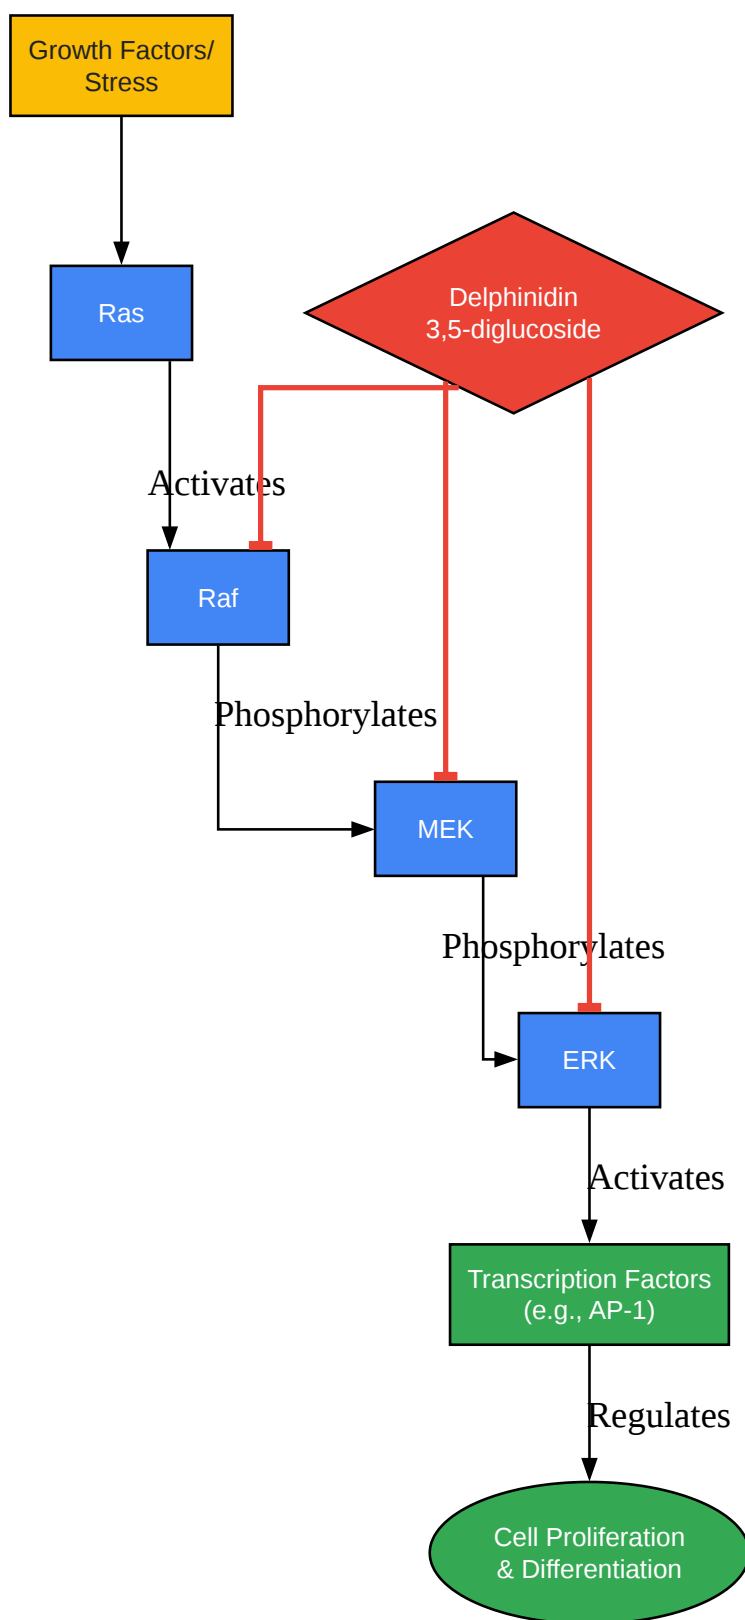 Growth Factors/
Stress
Ras
Delphinidin
3,5-diglucoside
Activates
Raf
Phosphorylates
MEK
Phosphorylates
ERK
Activates
Transcription Factors
(e.g., AP-1)
Regulates
Cell Proliferation
& Differentiation